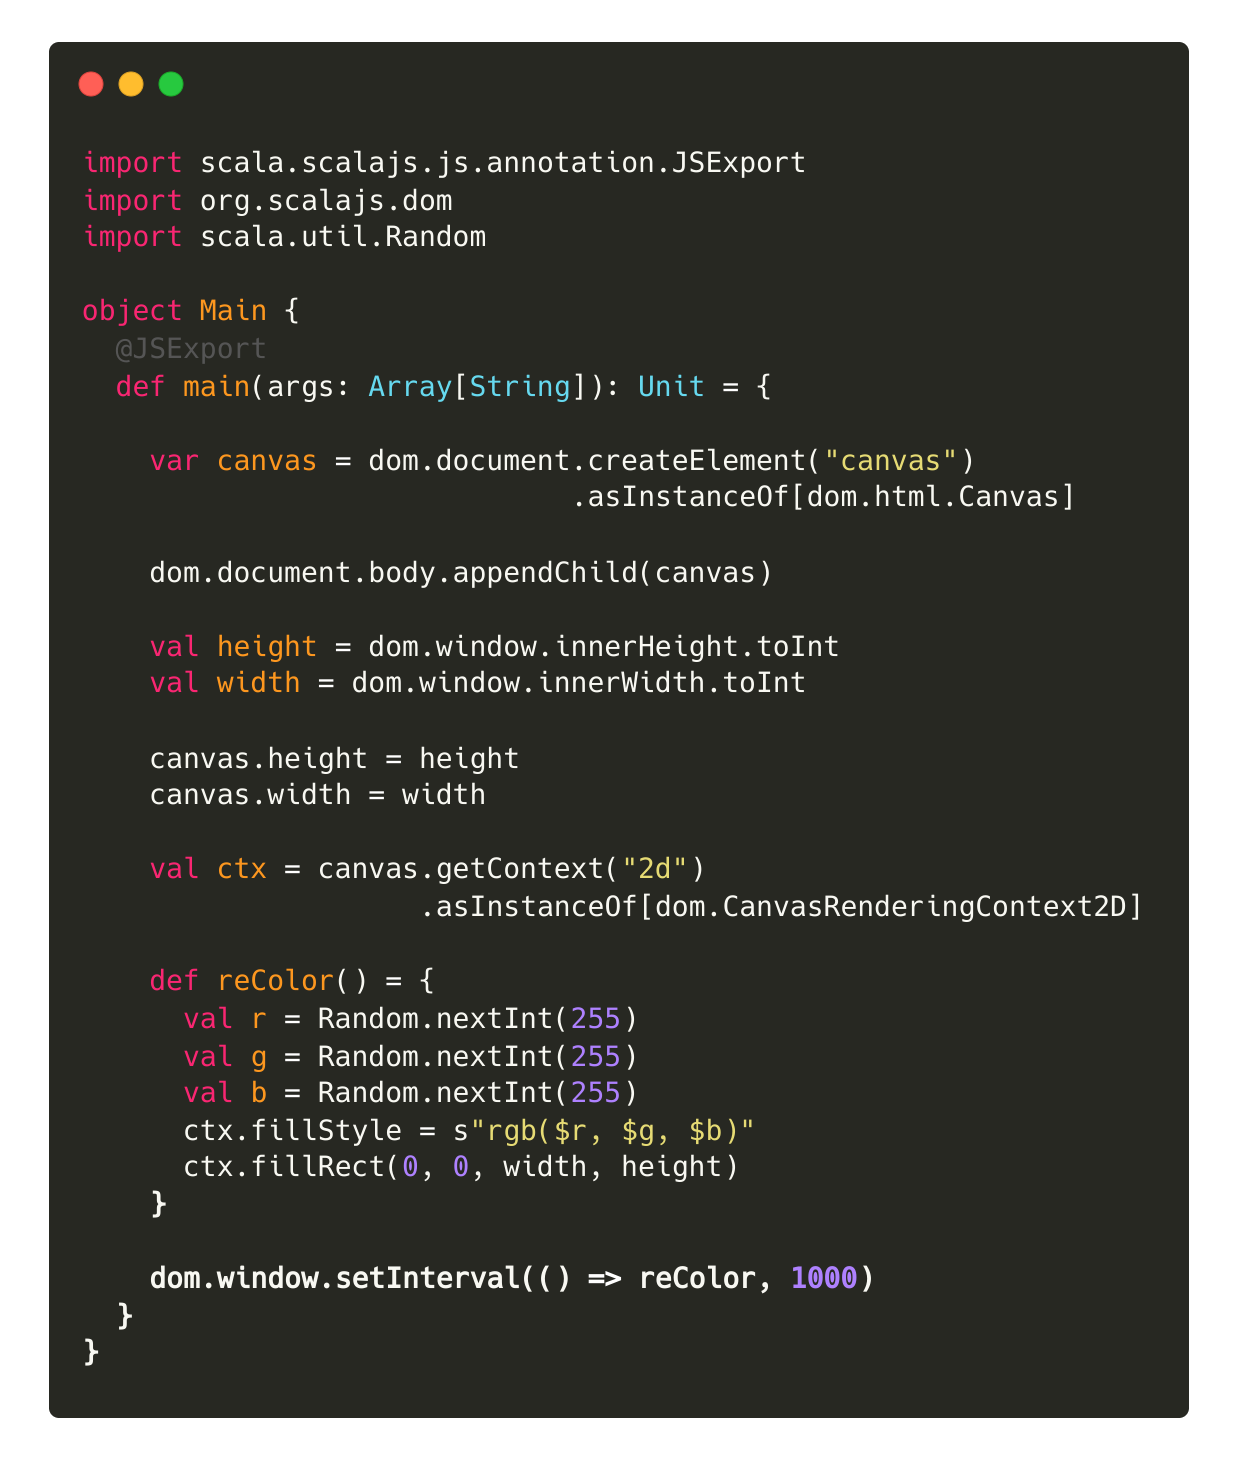 import scala.scalajs.js.annotation.JSExport
import org.scalajs.dom
import scala.util.Random

object Main {
  @JSExport
  def main(args: Array[String]): Unit = {

    var canvas = dom.document.createElement("canvas")
                             .asInstanceOf[dom.html.Canvas]

    dom.document.body.appendChild(canvas)

    val height = dom.window.innerHeight.toInt
    val width = dom.window.innerWidth.toInt

    canvas.height = height
    canvas.width = width

    val ctx = canvas.getContext("2d")
                    .asInstanceOf[dom.CanvasRenderingContext2D]

    def reColor() = {
      val r = Random.nextInt(255)
      val g = Random.nextInt(255)
      val b = Random.nextInt(255)
      ctx.fillStyle = s"rgb($r, $g, $b)"
      ctx.fillRect(0, 0, width, height)
    }

    dom.window.setInterval(() => reColor, 1000)
  }
}